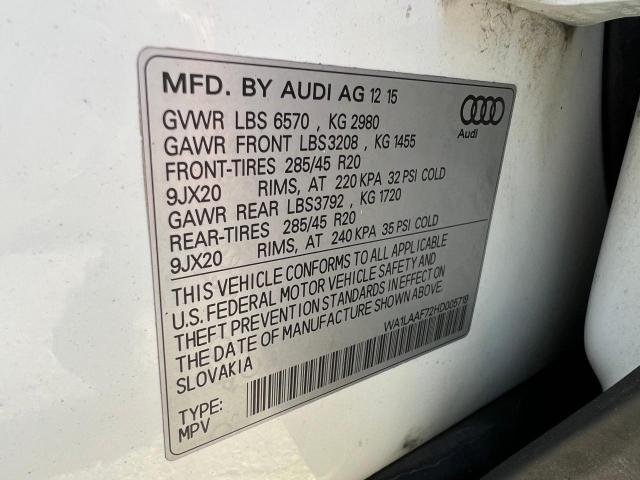 MFD. BY AUDI AG 12 15
Audi
GVWR LBS 6570 , KG 2980
GAWR FRONT LBS3208 , KG 1455
FRONT-TIRES 285/45 R20
9JX20 RIMS, AT 220 KPA 32 PSI COLD
GAWR REAR LBS3792 , KG 1720
REAR-TIRES 285/45 R20
9JX20 RIMS, AT 240 KPA 35 PSI COLD
THIS VEHICLE CONFORMS TO ALL APPLICABLE
U.S. FEDERAL MOTOR VEHICLE SAFETY AND
THEFT PREVENTION STANDARDS IN EFFECT ON
THE DATE OF MANUFACTURE SHOWN ABOVE.
SLOVAKIA
WA1LAAF72HD005719
TYPE:
MPV